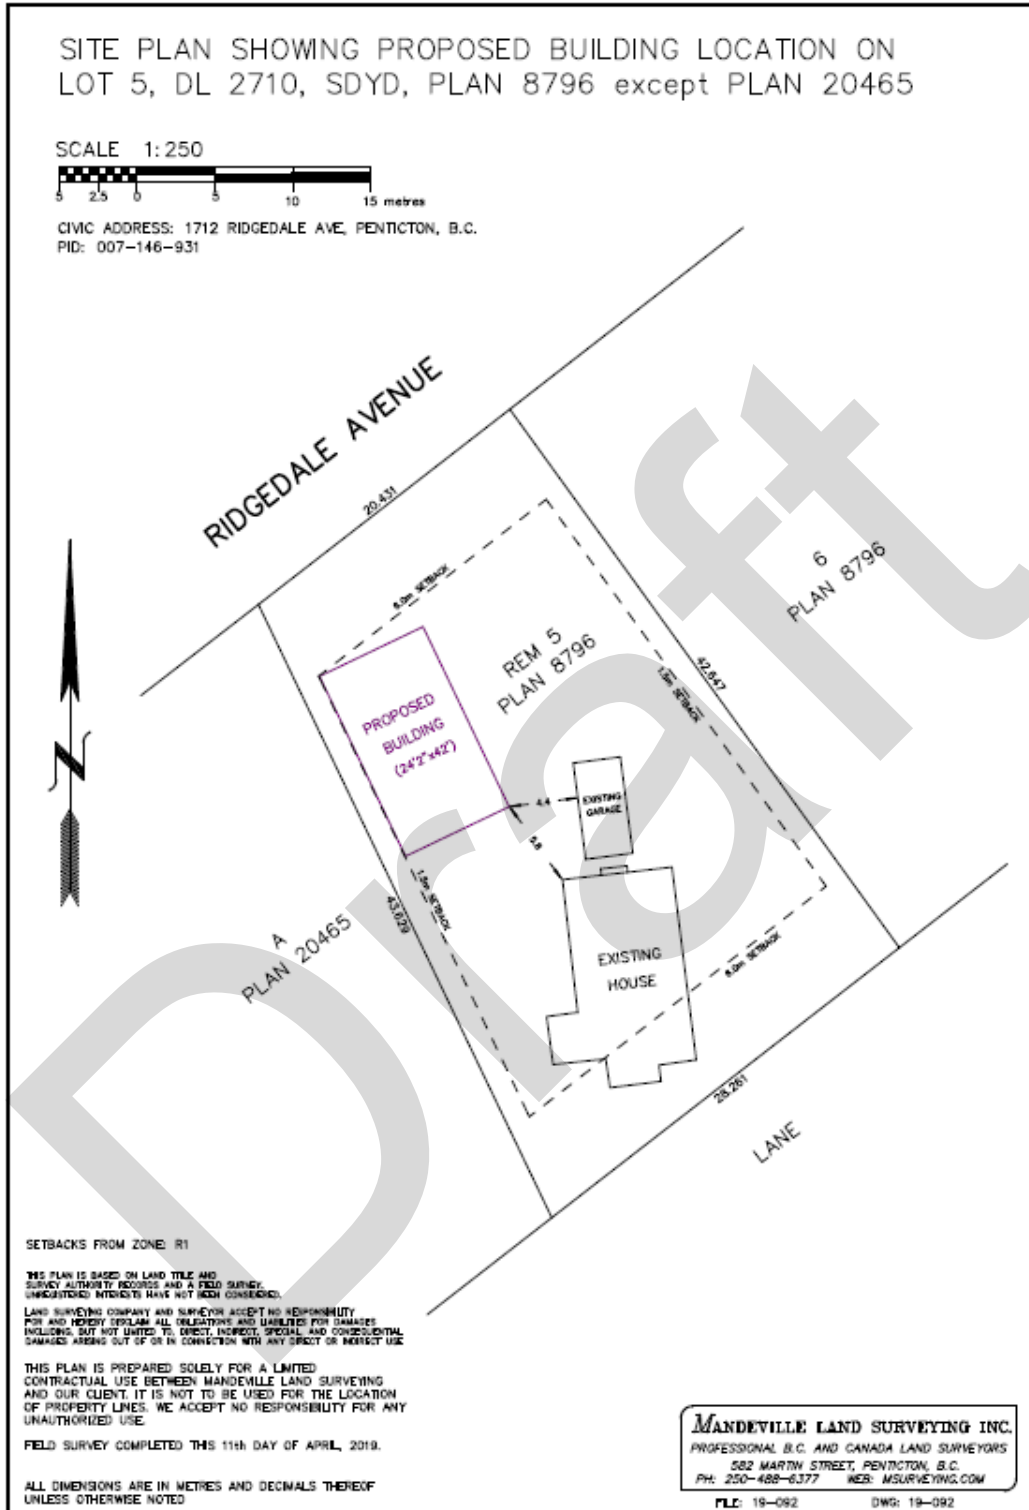 SITE PLAN SHOWING PROPOSED BUILDING LOCATION ON
LOT 5, DL 2710, SDYD, PLAN 8796 except PLAN 20465
SCALE 1:250
5 2.5 0 5 10 15 metres
CIVIC ADDRESS: 1712 RIDGEDALE AVE, PENTICTON, B.C.
PID: 007-146-931
RIDGEDALE AVENUE
20.431
6.0m SETBACK
6
PLAN 8796
REM 5
PLAN 8796
42.647
1.5m SETBACK
N
PROPOSED
BUILDING
(24'2"x42')
4.4
EXISTING
GARAGE
5.8
1.5m SETBACK
43.629
A
PLAN 20465
EXISTING
HOUSE
6.0m SETBACK
28.261
LANE
Draft
SETBACKS FROM ZONE: R1
THIS PLAN IS BASED ON LAND TITLE AND
SURVEY AUTHORITY RECORDS AND A FIELD SURVEY.
UNREGISTERED INTERESTS HAVE NOT BEEN CONSIDERED.
LAND SURVEYING COMPANY AND SURVEYOR ACCEPT NO RESPONSIBILITY
FOR AND HEREBY DISCLAIM ALL OBLIGATIONS AND LIABILITIES FOR DAMAGES
INCLUDING, BUT NOT LIMITED TO, DIRECT, INDIRECT, SPECIAL, AND CONSEQUENTIAL
DAMAGES ARISING OUT OF OR IN CONNECTION WITH ANY DIRECT OR INDIRECT USE
THIS PLAN IS PREPARED SOLELY FOR A LIMITED
CONTRACTUAL USE BETWEEN MANDEVILLE LAND SURVEYING
AND OUR CLIENT. IT IS NOT TO BE USED FOR THE LOCATION
OF PROPERTY LINES. WE ACCEPT NO RESPONSIBILITY FOR ANY
UNAUTHORIZED USE.
FIELD SURVEY COMPLETED THIS 11th DAY OF APRIL, 2019.
ALL DIMENSIONS ARE IN METRES AND DECIMALS THEREOF
UNLESS OTHERWISE NOTED
MANDEVILLE LAND SURVEYING INC.
PROFESSIONAL B.C. AND CANADA LAND SURVEYORS
582 MARTIN STREET, PENTICTON, B.C.
PH: 250-488-6377 WEB: MSURVEYING.COM
FILE: 19-092 DWG: 19-092